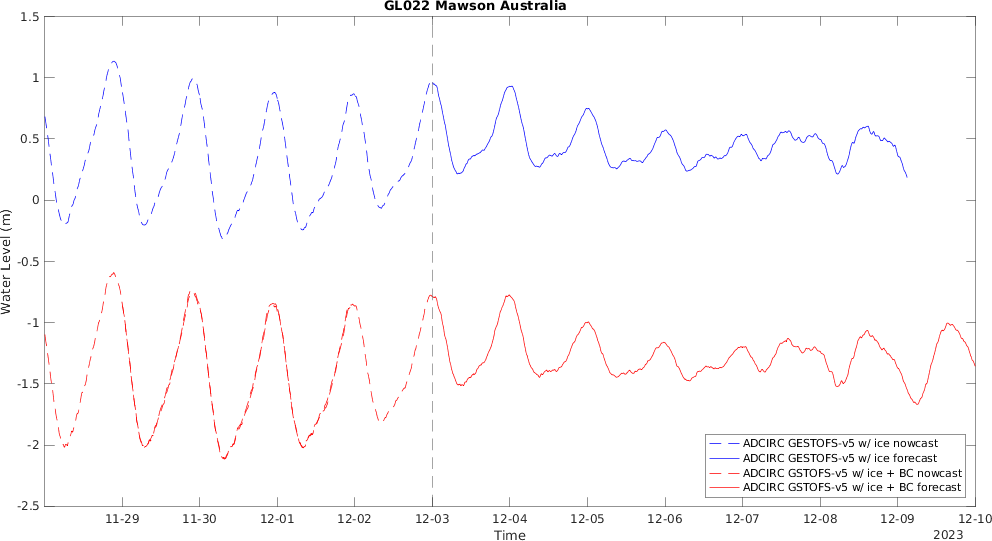 GL022 Mawson Australia
1.5
1
0.5
0
-0.5
-1
-1.5
-2
-2.5
Water Level (m)
11-29 11-30 12-01 12-02 12-03 12-04 12-05 12-06 12-07 12-08 12-09 12-10
Time
2023
ADCIRC GESTOFS-v5 w/ ice nowcast
ADCIRC GESTOFS-v5 w/ ice forecast
ADCIRC GSTOFS-v5 w/ ice + BC nowcast
ADCIRC GSTOFS-v5 w/ ice + BC forecast